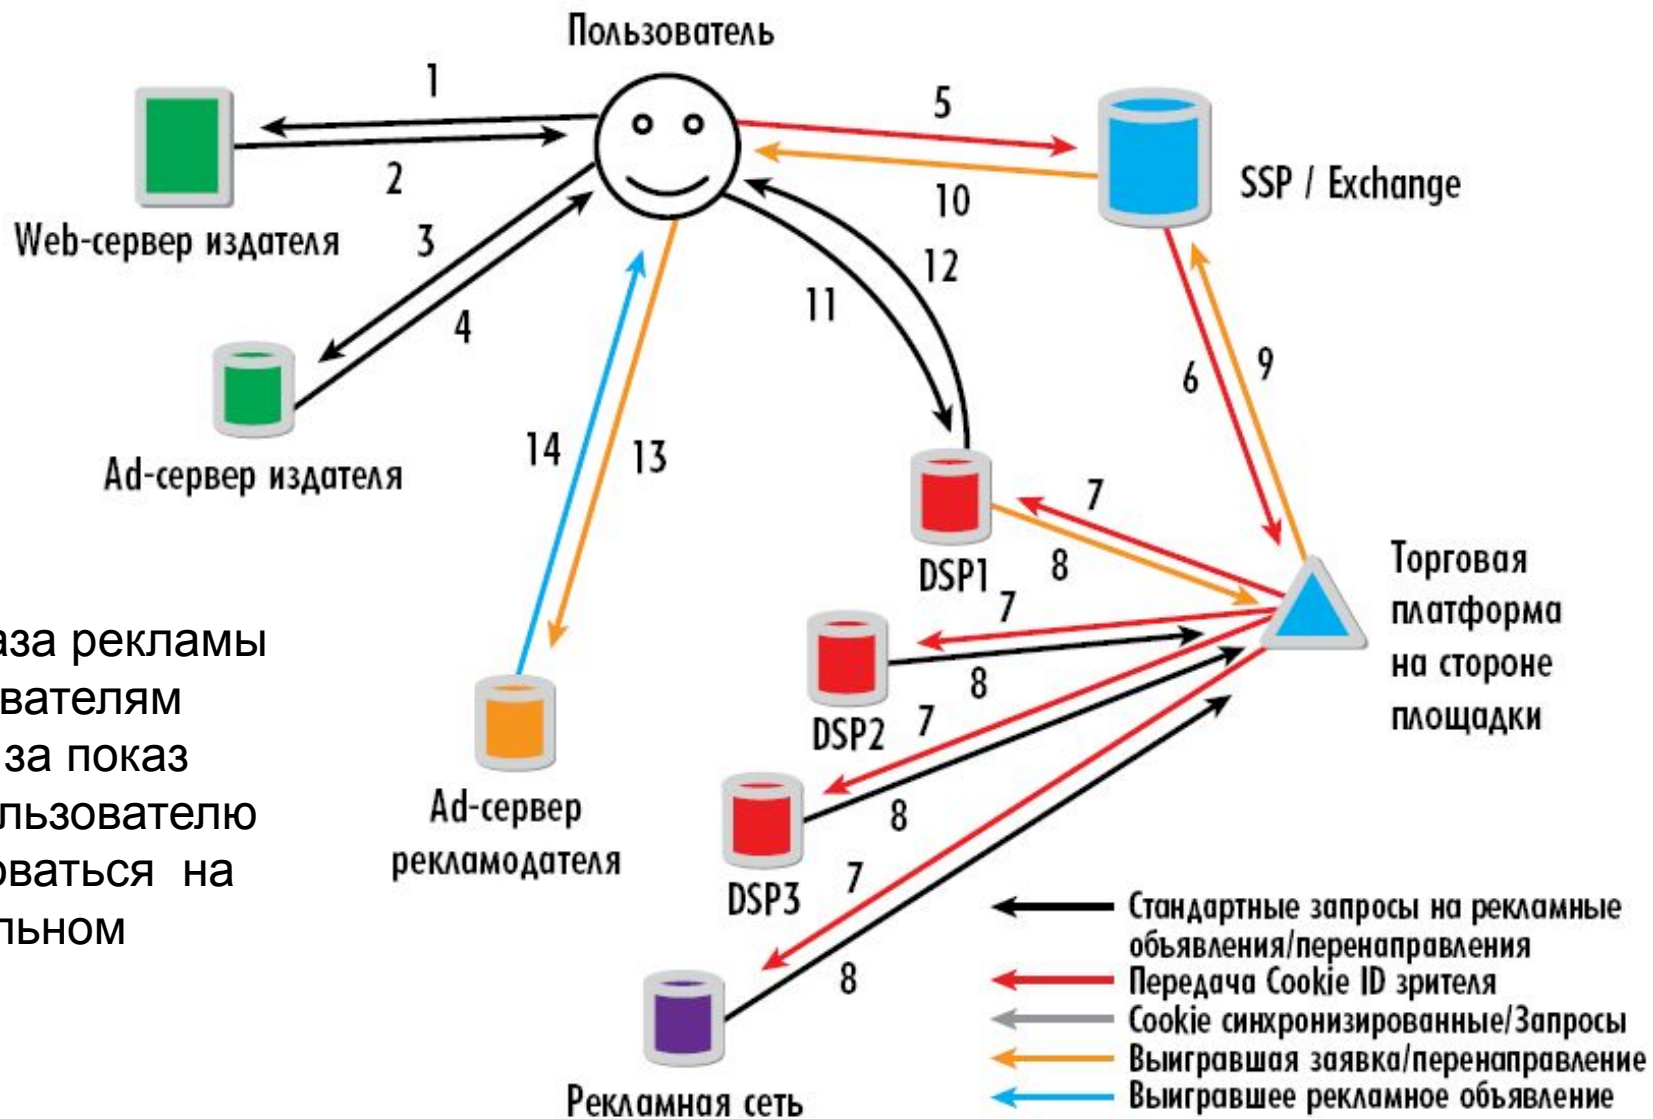 Пользователь
1
2
Web-сервер издателя
3
4
Ad-сервер издателя
5
10
SSP / Exchange
12
11
6
9
14
13
7
8
DSP1
7
8
DSP2
7
8
DSP3
7
8
Рекламная сеть
Торговая
платформа
на стороне
площадки
Ad-сервер
рекламодателя
аза рекламы
вателям
за показ
льзователю
оваться на
льном
Стандартные запросы на рекламные
объявления/перенаправления
Передача Cookie ID зрителя
Cookie синхронизированные/Запросы
Выигравшая заявка/перенаправление
Выигравшее рекламное объявление